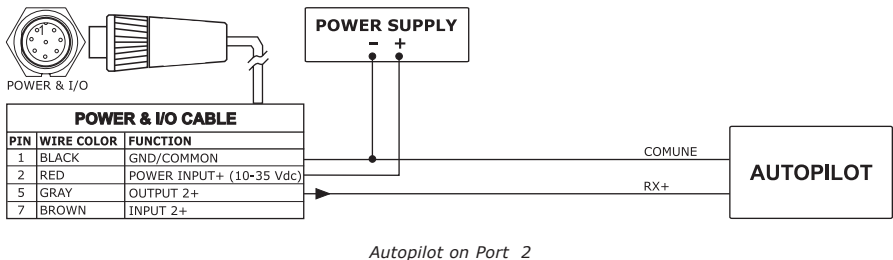 POWER SUPPLY
- +
1
POWER & I/O
POWER & I/O CABLE
PIN WIRE COLOR FUNCTION
1 BLACK GND/COMMON
2 RED POWER INPUT+ (10-35 Vdc)
5 GRAY OUTPUT 2+
7 BROWN INPUT 2+
COMUNE
RX+
AUTOPILOT
Autopilot on Port 2